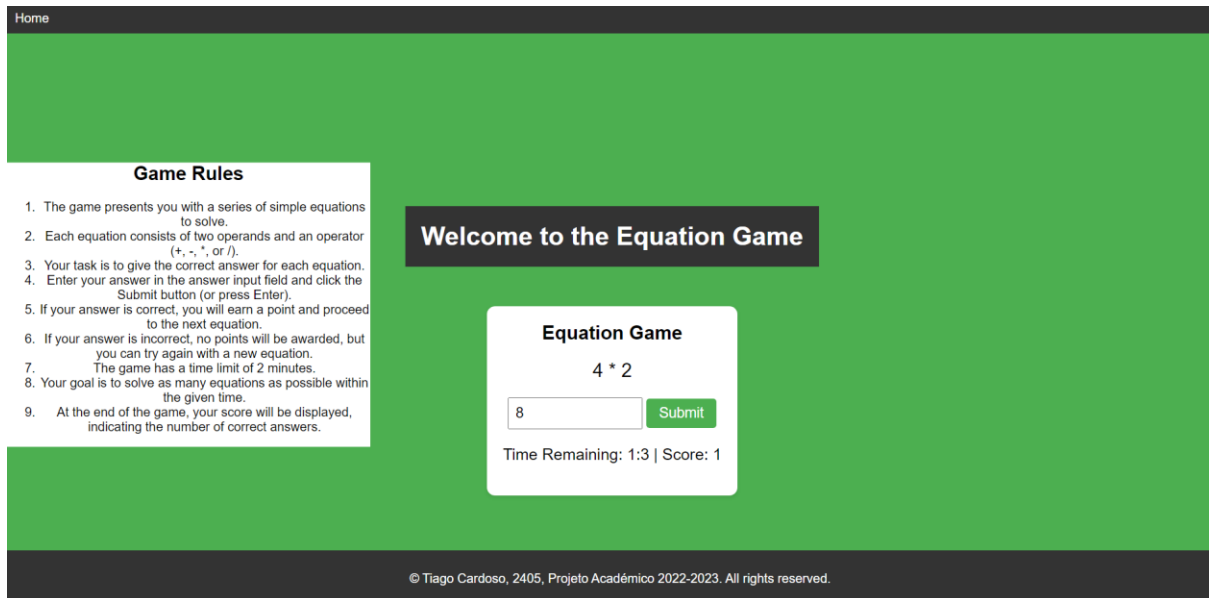 Home
Game Rules
1. The game presents you with a series of simple equations
to solve.
2. Each equation consists of two operands and an operator
(+, -, *, or /).
3. Your task is to give the correct answer for each equation.
4. Enter your answer in the answer input field and click the
Submit button (or press Enter).
5. If your answer is correct, you will earn a point and proceed
to the next equation.
6. If your answer is incorrect, no points will be awarded, but
you can try again with a new equation.
7. The game has a time limit of 2 minutes.
8. Your goal is to solve as many equations as possible within
the given time.
9. At the end of the game, your score will be displayed,
indicating the number of correct answers.
Welcome to the Equation Game
Equation Game
4 * 2
8 Submit
Time Remaining: 1:3 | Score: 1
© Tiago Cardoso, 2405, Projeto Académico 2022-2023. All rights reserved.